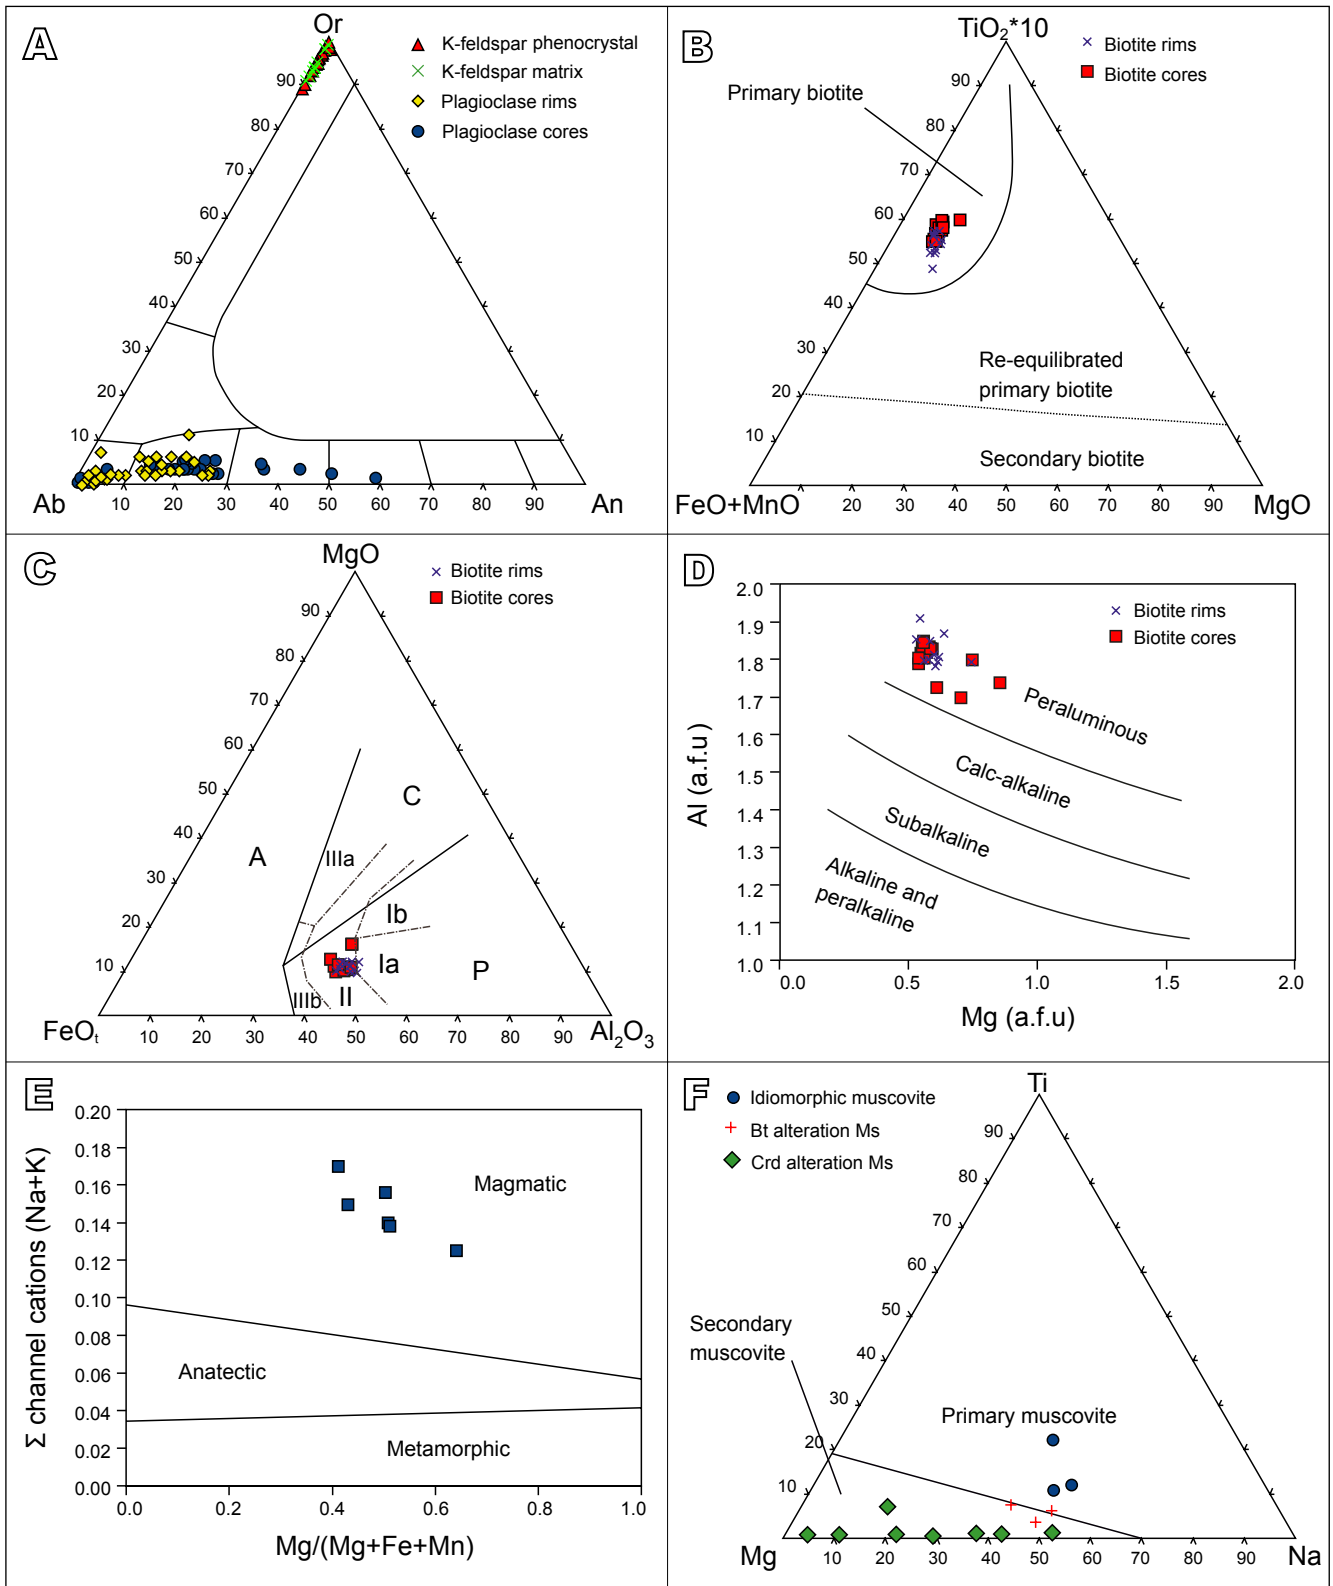 A
Or
K-feldspar phenocrystal
K-feldspar matrix
Plagioclase rims
Plagioclase cores
90
80
70
60
50
40
30
20
10
Ab
An
10 20 30 40 50 60 70 80 90
B
TiO2*10
Biotite rims
Biotite cores
Primary biotite
90
80
70
60
50
40
30
20
10
Re-equilibrated
primary biotite
Secondary biotite
FeO+MnO
MgO
20 30 40 50 60 70 80 90
C
MgO
Biotite rims
Biotite cores
90
80
70
60
50
40
30
20
10
A
C
IIIa
Ib
Ia
P
IIIb
II
FeOt
Al2O3
10 20 30 40 50 60 70 80 90
D
2.0
1.9
1.8
1.7
1.6
1.5
1.4
1.3
1.2
1.1
1.0
Al (a.f.u)
Biotite rims
Biotite cores
Peraluminous
Calc-alkaline
Subalkaline
Alkaline and
peralkaline
0.0 0.5 1.0 1.5 2.0
Mg (a.f.u)
E
0.20
0.18
0.16
0.14
0.12
0.10
0.08
0.06
0.04
0.02
0.00
Σ channel cations (Na+K)
Magmatic
Anatectic
Metamorphic
0.0 0.2 0.4 0.6 0.8 1.0
Mg/(Mg+Fe+Mn)
F
Ti
Idiomorphic muscovite
Bt alteration Ms
Crd alteration Ms
90
80
70
60
50
40
30
20
10
Secondary
muscovite
Primary muscovite
Mg
Na
10 20 30 40 50 60 70 80 90